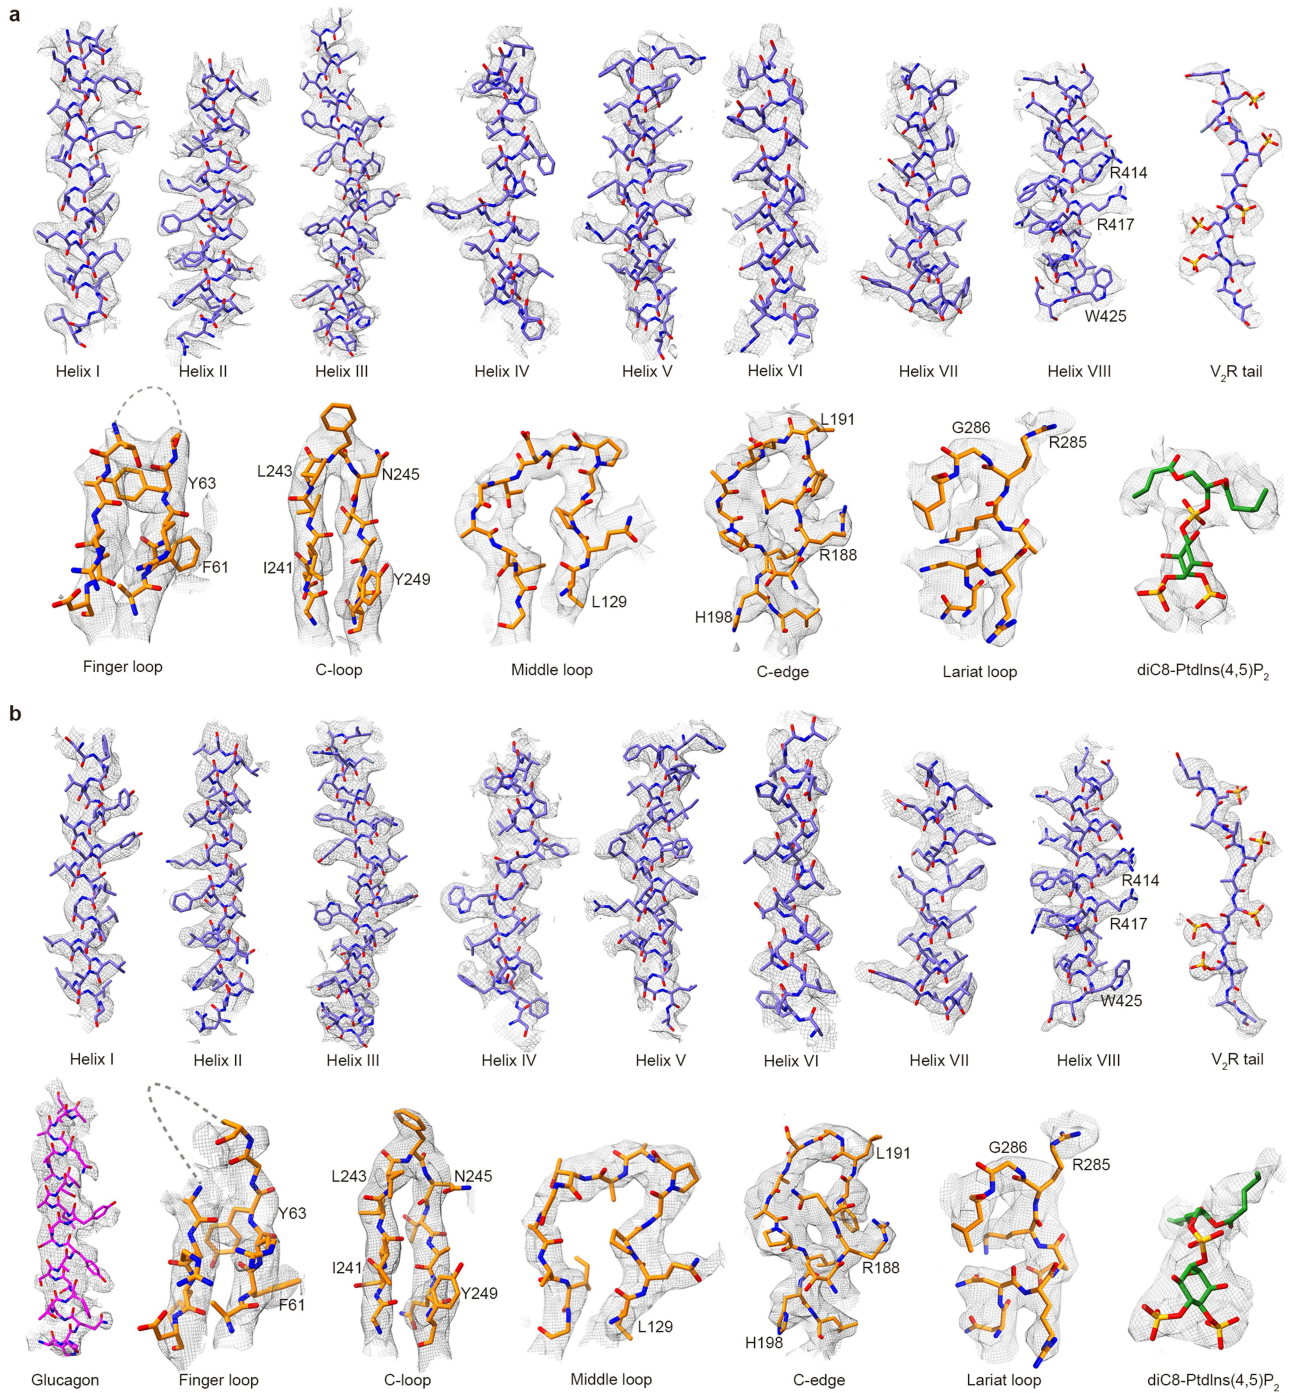 a
R414
R417
W425
Helix I
Helix II
Helix III
Helix IV
Helix V
Helix VI
Helix VII
Helix VIII
V2R tail
L191
G286
R285
L243
N245
Y63
R188
F61
I241
Y249
L129
H198
Finger loop
C-loop
Middle loop
C-edge
Lariat loop
diC8-PtdIns(4,5)P2
b
R414
R417
W425
Helix I
Helix II
Helix III
Helix IV
Helix V
Helix VI
Helix VII
Helix VIII
V2R tail
L191
G286
R285
L243
N245
Y63
I241
R188
Y249
F61
L129
H198
Glucagon
Finger loop
C-loop
Middle loop
C-edge
Lariat loop
diC8-PtdIns(4,5)P2